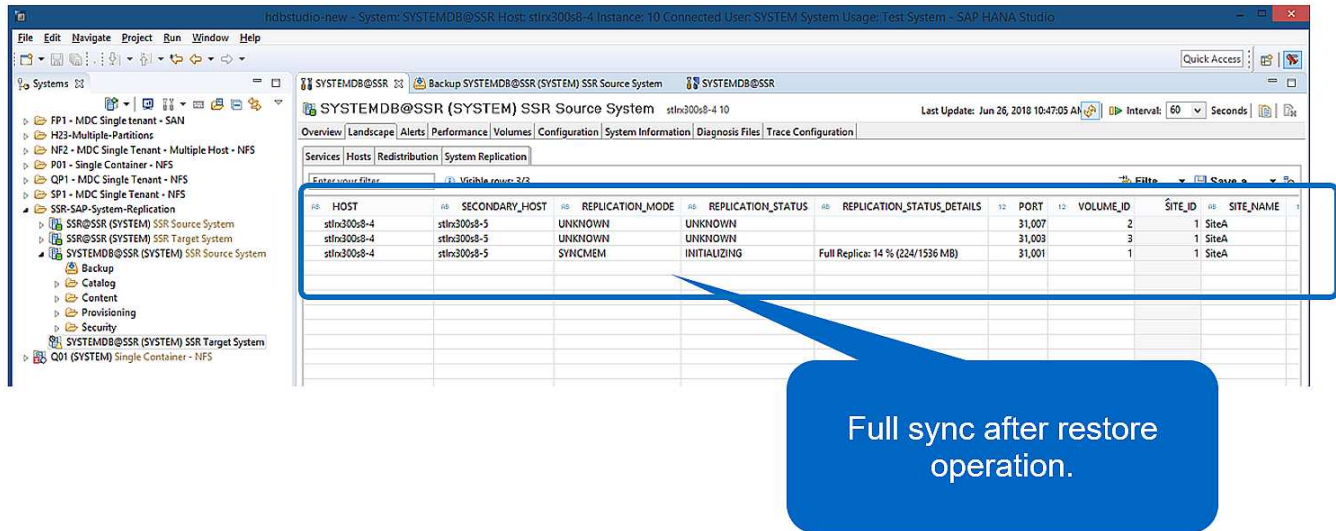 hdbstudio-new - System: SYSTEMDB@SSR Host: stlrx300s8-4 Instance: 10 Connected User: SYSTEM System Usage: Test System - SAP HANA Studio
File Edit Navigate Project Run Window Help
Quick Access
Systems
SYSTEMDB@SSR
Backup SYSTEMDB@SSR (SYSTEM) SSR Source System
SYSTEMDB@SSR
FP1 - MDC Single tenant - SAN
H23-Multiple-Partitions
NF2 - MDC Single Tenant - Multiple Host - NFS
P01 - Single Container - NFS
QP1 - MDC Single Tenant - NFS
SP1 - MDC Single Tenant - NFS
SSR-SAP-System-Replication
SSR@SSR (SYSTEM) SSR Source System
SSR@SSR (SYSTEM) SSR Target System
SYSTEMDB@SSR (SYSTEM) SSR Source System
Backup
Catalog
Content
Provisioning
Security
SYSTEMDB@SSR (SYSTEM) SSR Target System
Q01 (SYSTEM) Single Container - NFS
SYSTEMDB@SSR (SYSTEM) SSR Source System stlrx300s8-4 10
Last Update: Jun 26, 2018 10:47:05 AM Interval: 60 Seconds
Overview Landscape Alerts Performance Volumes Configuration System Information Diagnosis Files Trace Configuration
Services Hosts Redistribution System Replication
Enter your filter Visible rows: 3/3 Filte... Save a...
HOST SECONDARY_HOST REPLICATION_MODE REPLICATION_STATUS REPLICATION_STATUS_DETAILS PORT VOLUME_ID SITE_ID SITE_NAME
stlrx300s8-4 stlrx300s8-5 UNKNOWN UNKNOWN 31,007 2 1 SiteA
stlrx300s8-4 stlrx300s8-5 UNKNOWN UNKNOWN 31,003 3 1 SiteA
stlrx300s8-4 stlrx300s8-5 SYNCMEM INITIALIZING Full Replica: 14 % (224/1536 MB) 31,001 1 1 SiteA
Full sync after restore
operation.